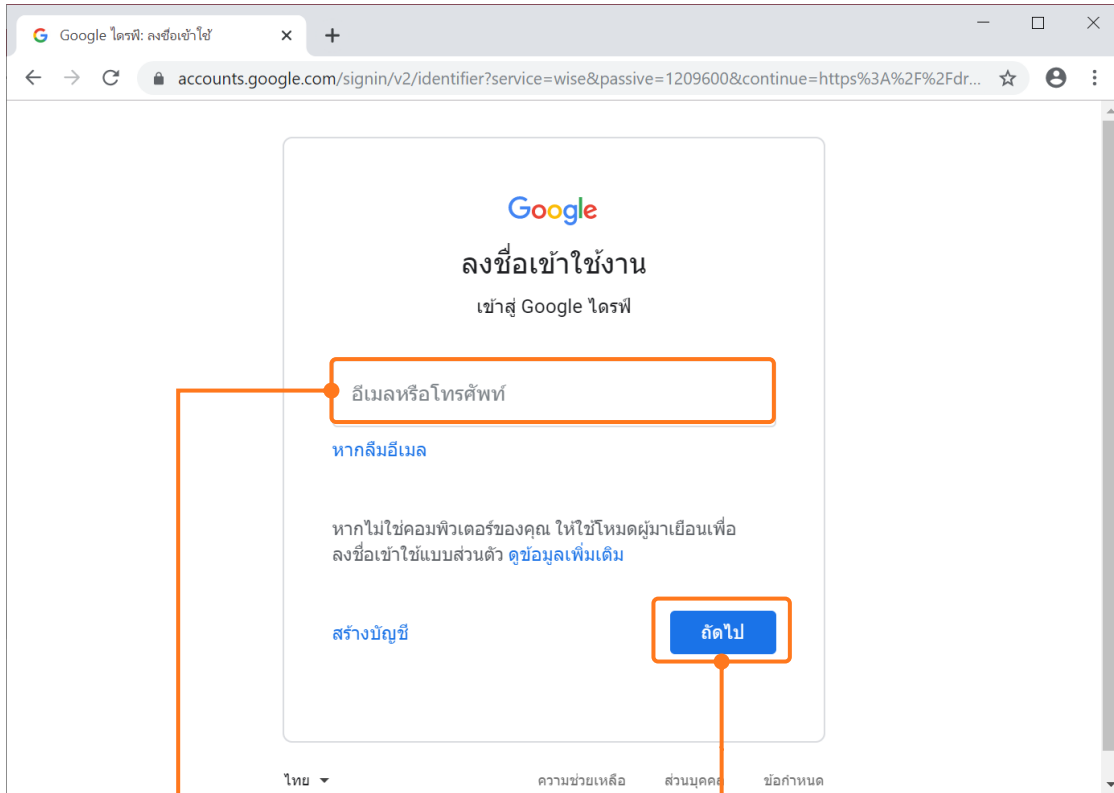 Google ไดรฟ์: ลงชื่อเข้าใช้
accounts.google.com/signin/v2/identifier?service=wise&passive=1209600&continue=https%3A%2F%2Fdr...
Google
ลงชื่อเข้าใช้งาน
เข้าสู่ Google ไดรฟ์
อีเมลหรือโทรศัพท์
หากลืมอีเมล
หากไม่ใช่คอมพิวเตอร์ของคุณ ให้ใช้โหมดผู้มาเยือนเพื่อ
ลงชื่อเข้าใช้แบบส่วนตัว ดูข้อมูลเพิ่มเติม
สร้างบัญชี ถัดไป
ไทย ความช่วยเหลือ ส่วนบุคคล ข้อกำหนด